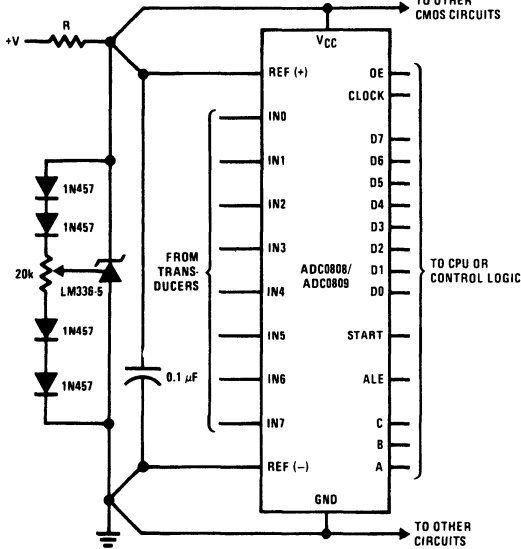 TO OTHER
CMOS CIRCUITS
R
+V
VCC
REF (+)
OE
CLOCK
IN0
D7
IN1
D6
1N457
D5
IN2
D4
1N457
D3
IN3
D2
FROM
TRANS-
DUCERS
ADC0808/
ADC0809
D1
TO CPU OR
CONTROL LOGIC
20k
LM336-5
IN4
D0
1N457
IN5
START
1N457
0.1 µF
IN6
ALE
IN7
C
B
REF (−)
A
GND
TO OTHER
CIRCUITS